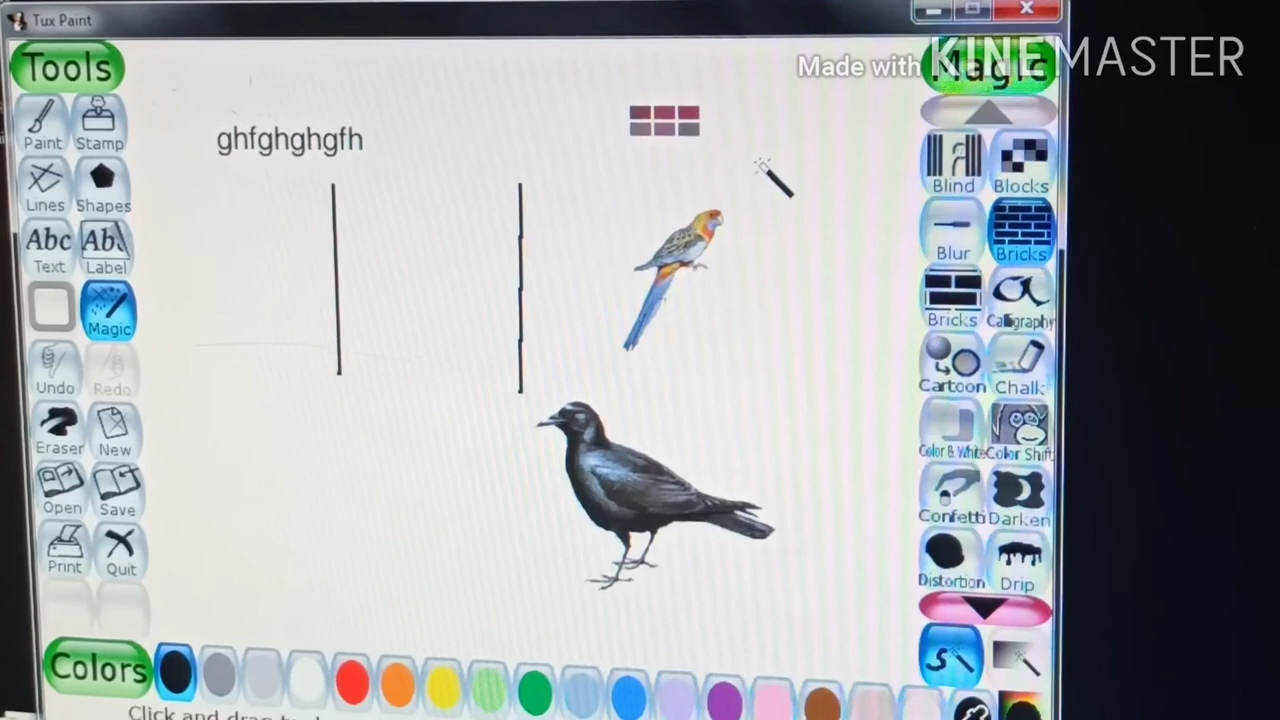 Tux Paint
Made with KINEMASTER
Tools
Magic
Paint Stamp
Lines Shapes
Abc Abc
Text Label
Magic
Undo Redo
Eraser New
Open Save
Print Quit
ghfghghgfh
Blind Blocks
Blur Bricks
Bricks Calligraphy
Cartoon Chalk
Color & White Color Shift
Confetti Darken
Distortion Drip
Colors
Click and drag to